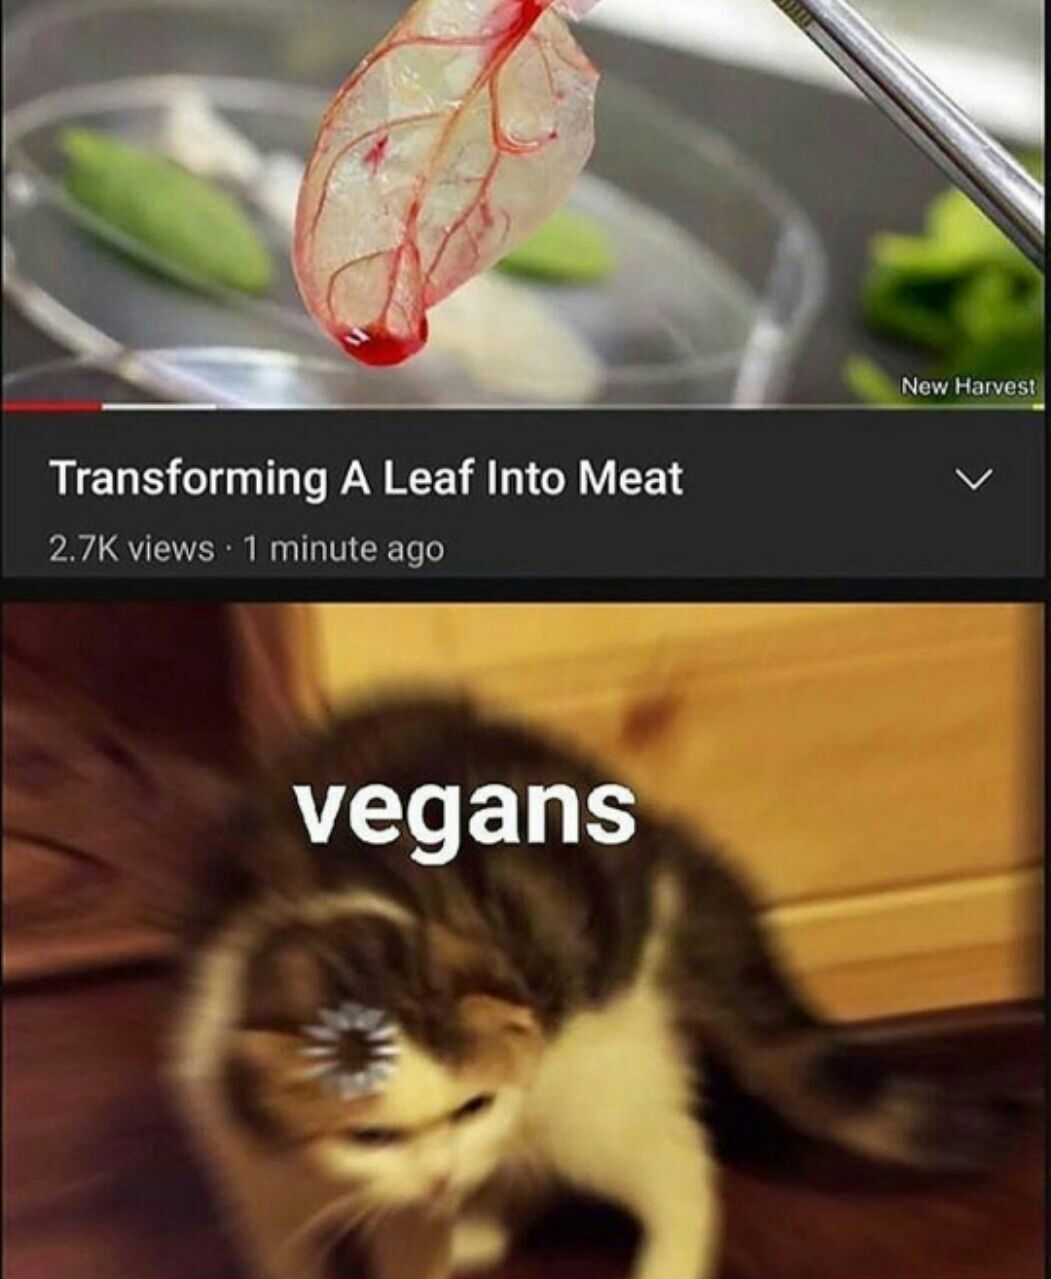 New Harvest
Transforming A Leaf Into Meat
2.7K views · 1 minute ago
vegans